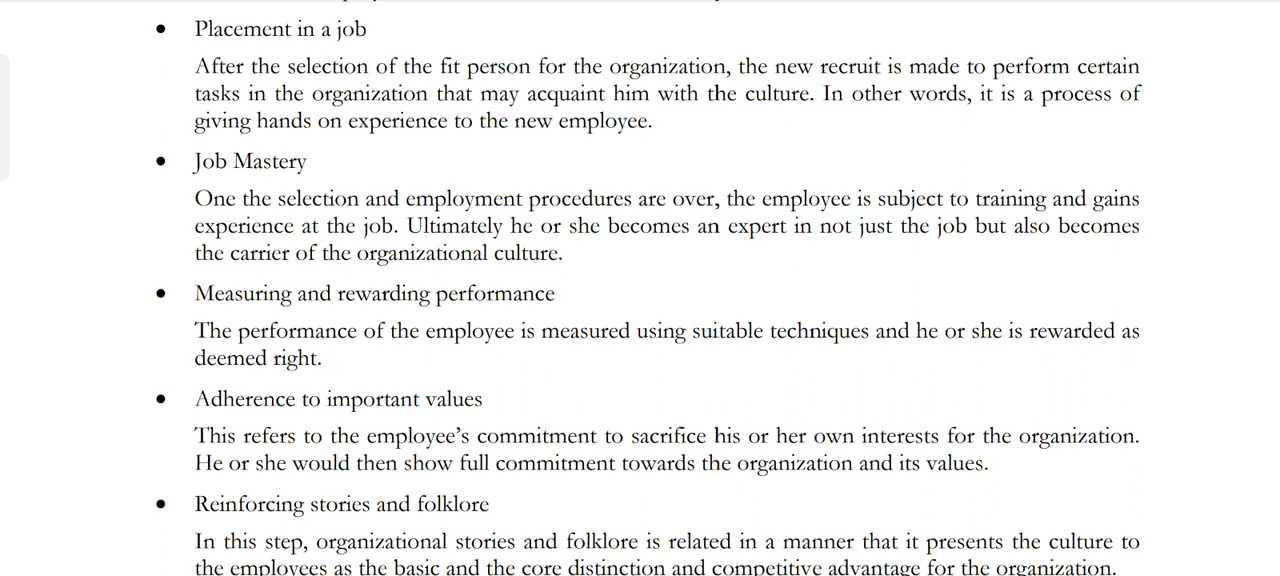 • Placement in a job
After the selection of the fit person for the organization, the new recruit is made to perform certain
tasks in the organization that may acquaint him with the culture. In other words, it is a process of
giving hands on experience to the new employee.
• Job Mastery
One the selection and employment procedures are over, the employee is subject to training and gains
experience at the job. Ultimately he or she becomes an expert in not just the job but also becomes
the carrier of the organizational culture.
• Measuring and rewarding performance
The performance of the employee is measured using suitable techniques and he or she is rewarded as
deemed right.
• Adherence to important values
This refers to the employee’s commitment to sacrifice his or her own interests for the organization.
He or she would then show full commitment towards the organization and its values.
• Reinforcing stories and folklore
In this step, organizational stories and folklore is related in a manner that it presents the culture to
the employees as the basic and the core distinction and competitive advantage for the organization.